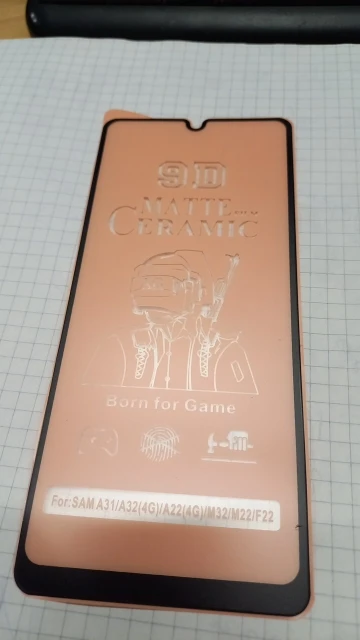 9D
MATTE
CERAMIC
Born for Game
For:SAM A31/A32(4G)/A22(4G)/M32/M22/F22